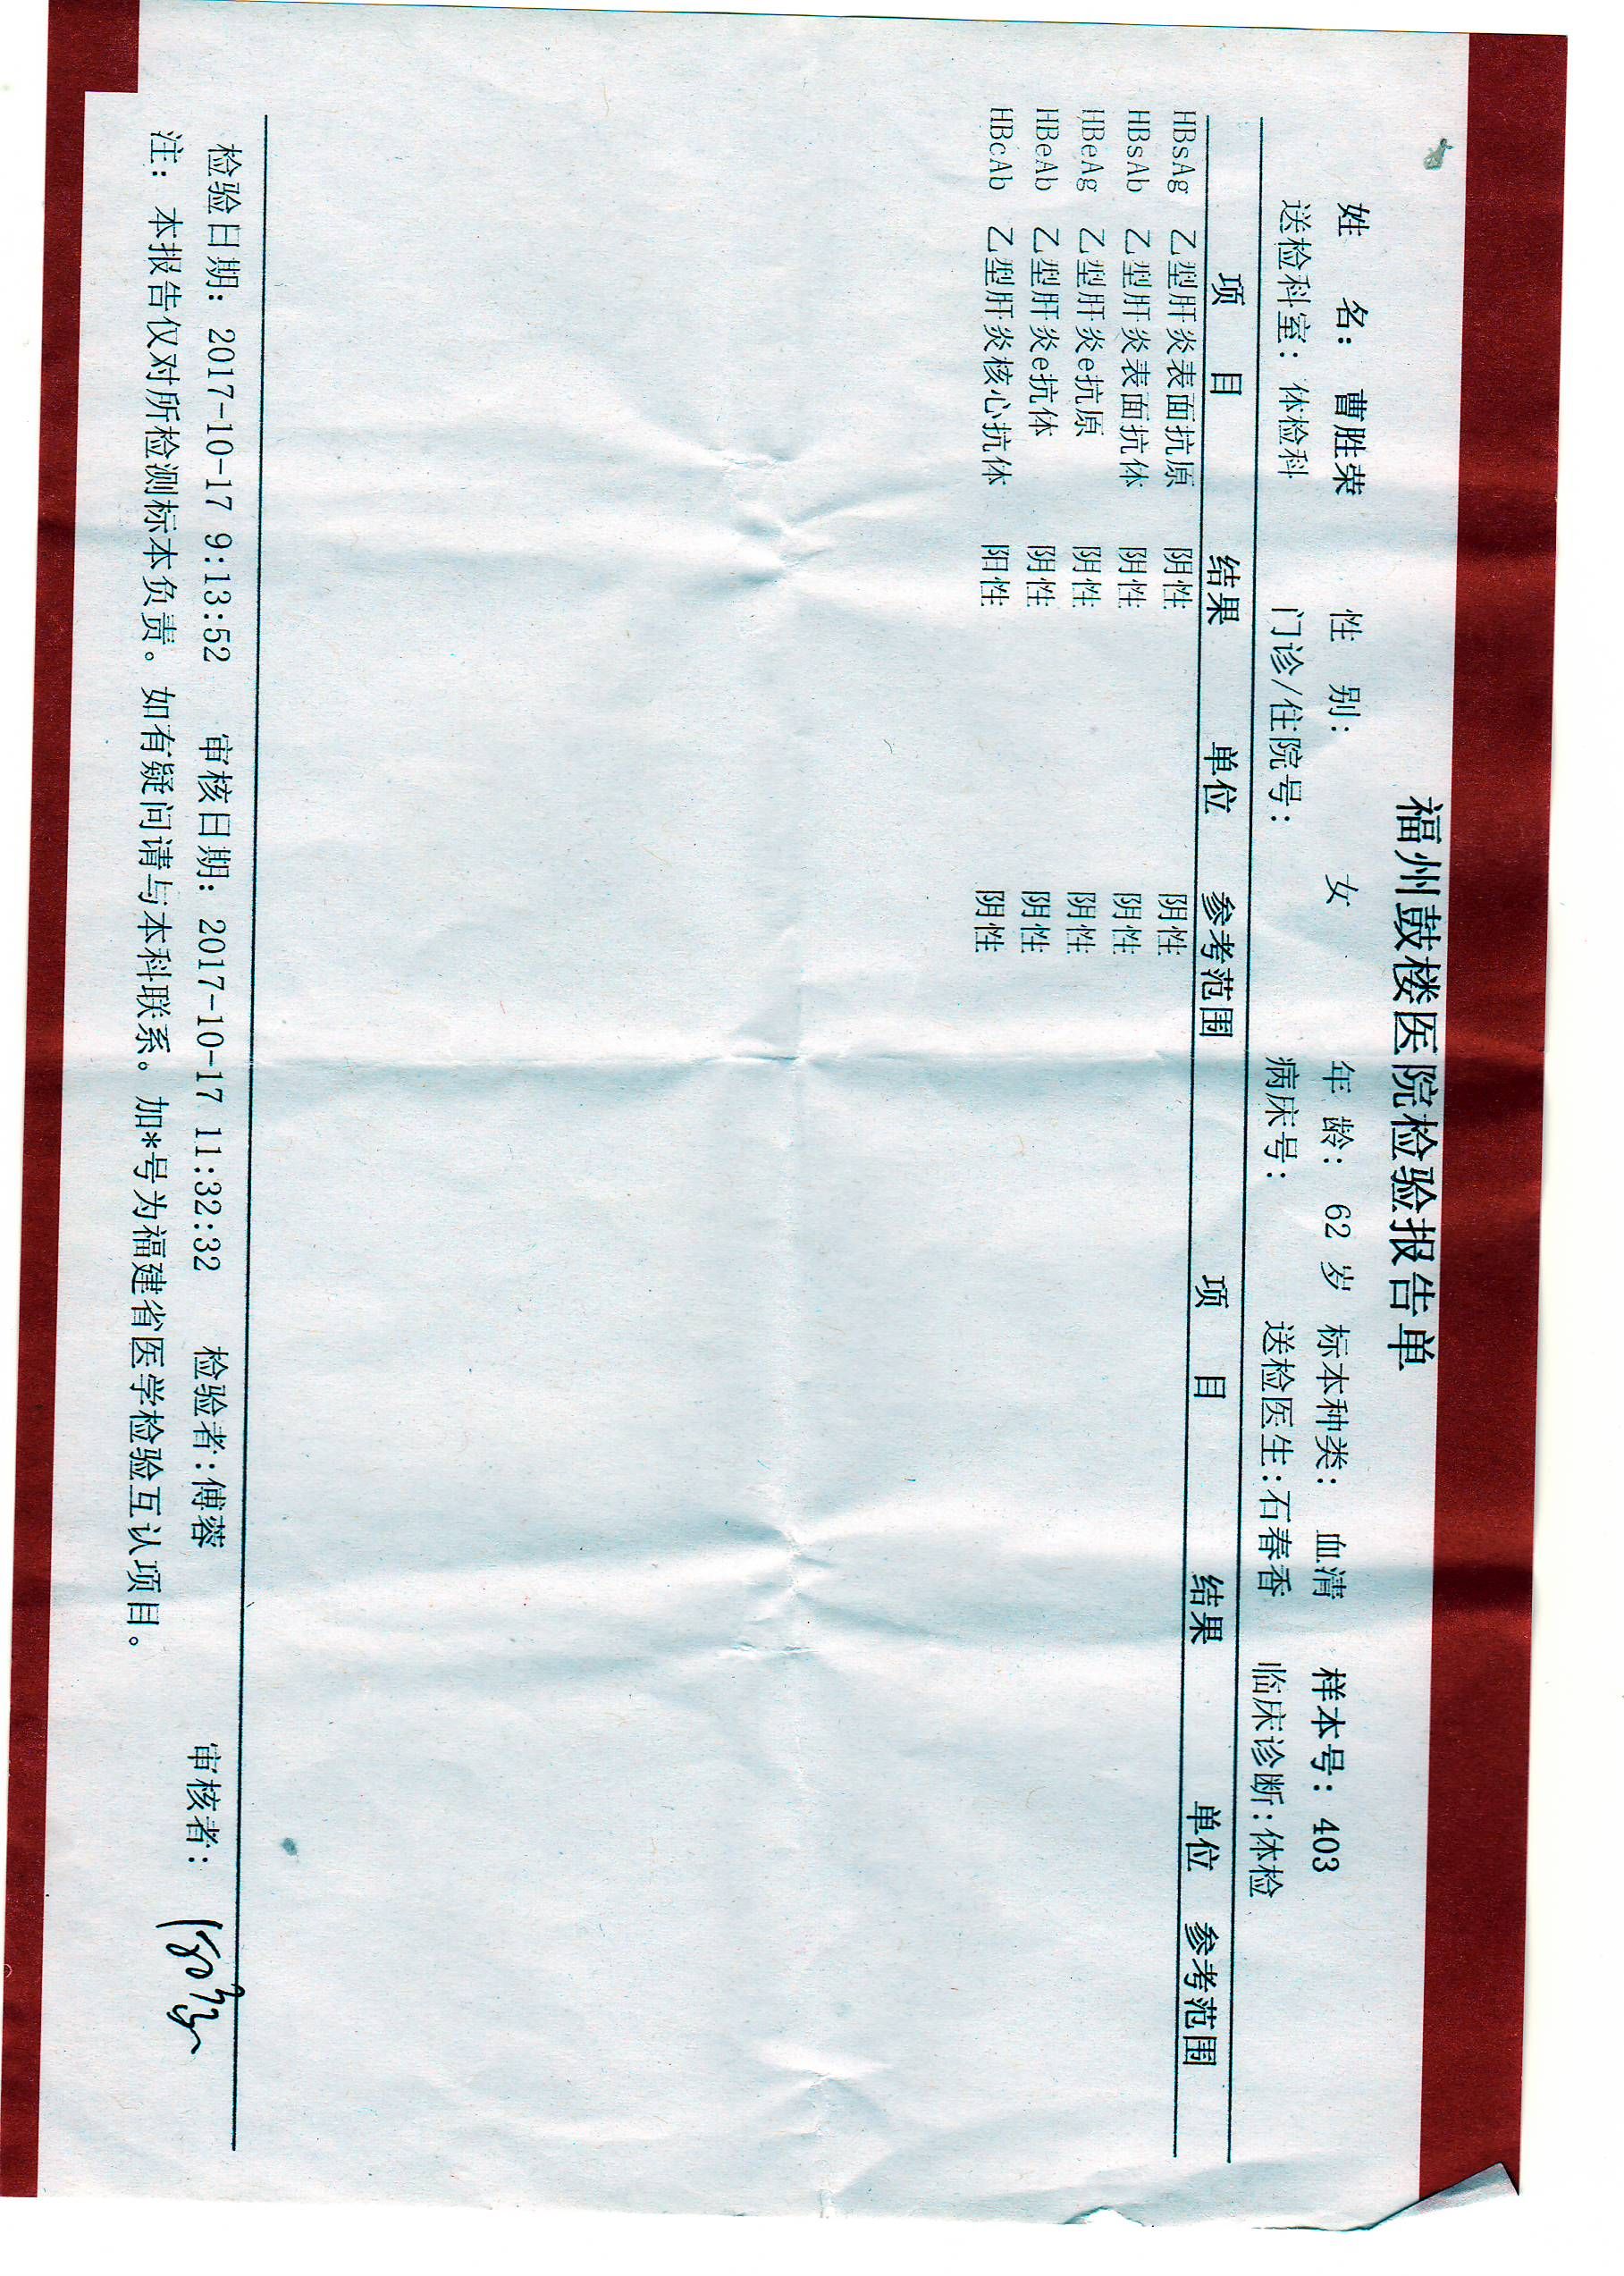 福州鼓楼医院检验报告单
姓 名: 曹胜荣 性 别: 女 年 龄: 62 岁 标本种类: 血清 样本号: 403
送检科室: 体检科 门诊/住院号: 病床号: 送检医生:石春香 临床诊断:体检
项 目 结果 单位 参考范围 项 目 结果 单位 参考范围
HBsAg 乙型肝炎表面抗原 阴性 阴性
HBsAb 乙型肝炎表面抗体 阴性 阴性
HBeAg 乙型肝炎e抗原 阴性 阴性
HBeAb 乙型肝炎e抗体 阴性 阴性
HBcAb 乙型肝炎核心抗体 阳性 阴性
检验日期: 2017-10-17 9:13:52 审核日期: 2017-10-17 11:32:32 检验者:傅蓉 审核者:
注: 本报告仅对所检测标本负责。如有疑问请与本科联系。加*号为福建省医学检验互认项目。